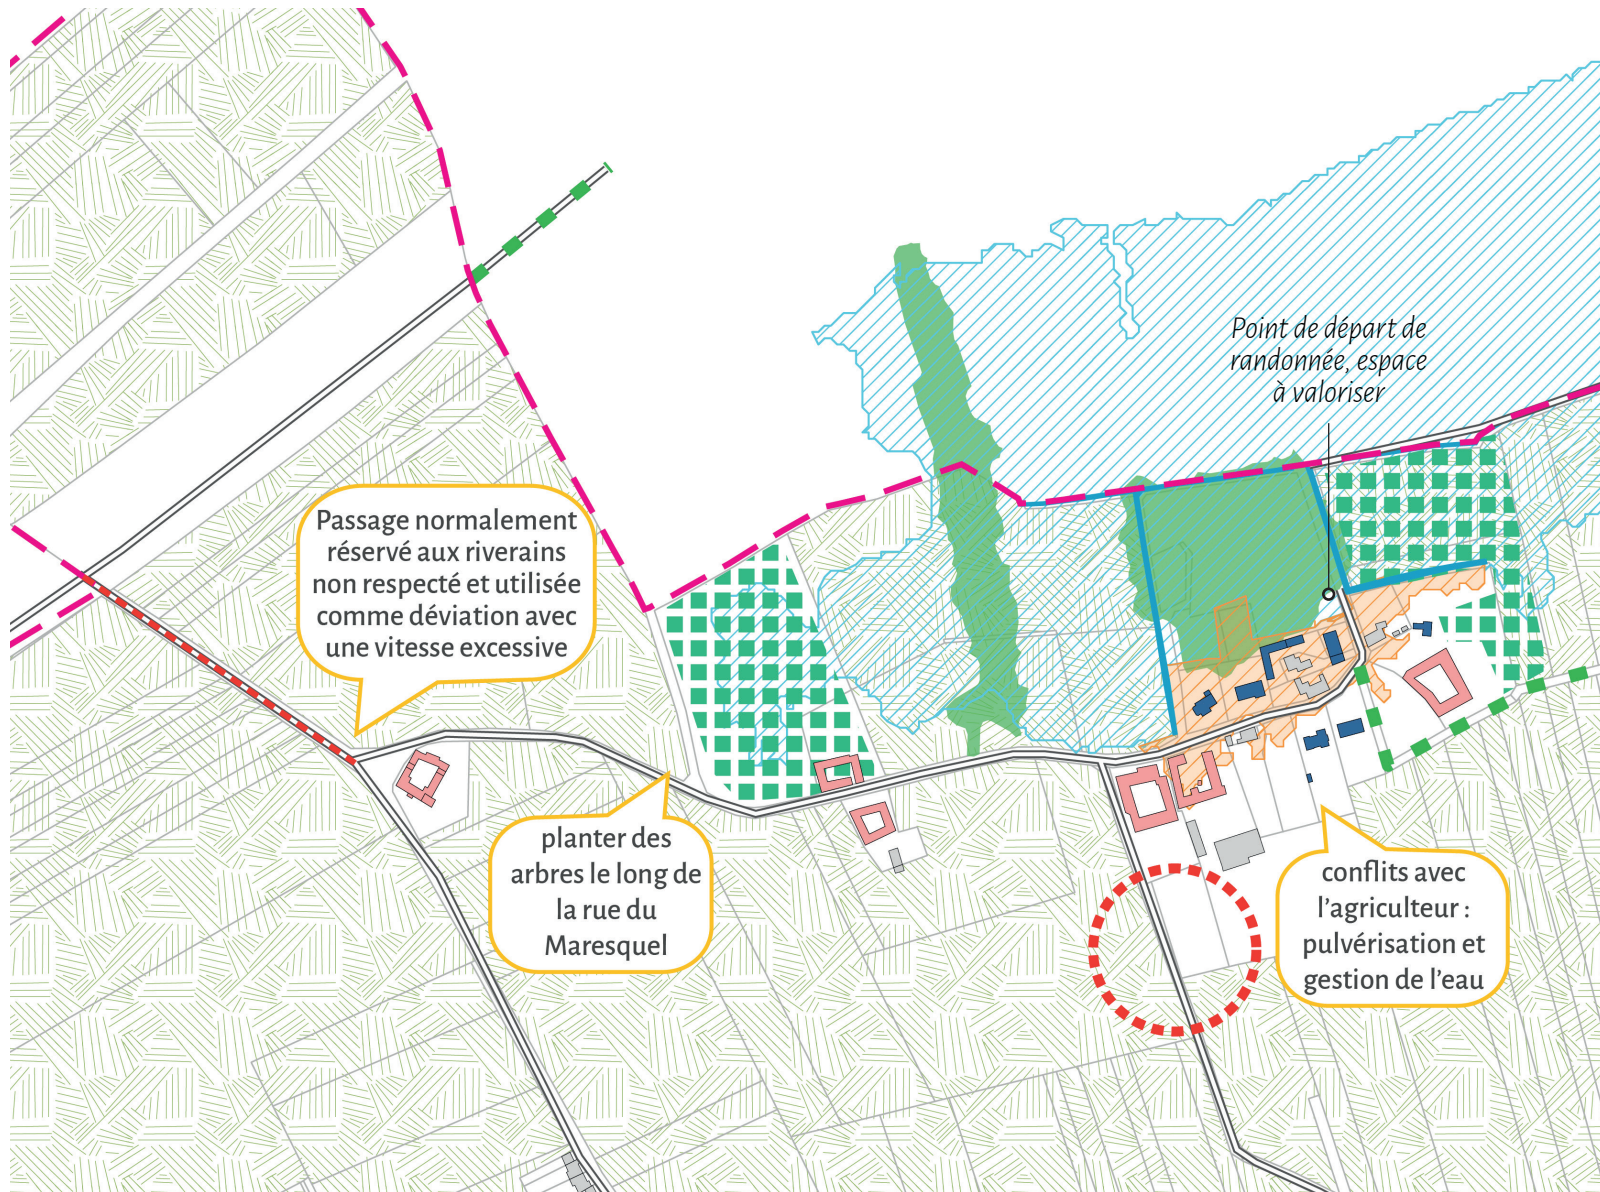 Point de départ de
randonnée, espace
à valoriser
Passage normalement
réservé aux riverains
non respecté et utilisée
comme déviation avec
une vitesse excessive
planter des
arbres le long de
la rue du
Maresquel
conflits avec
l'agriculteur :
pulvérisation et
gestion de l'eau